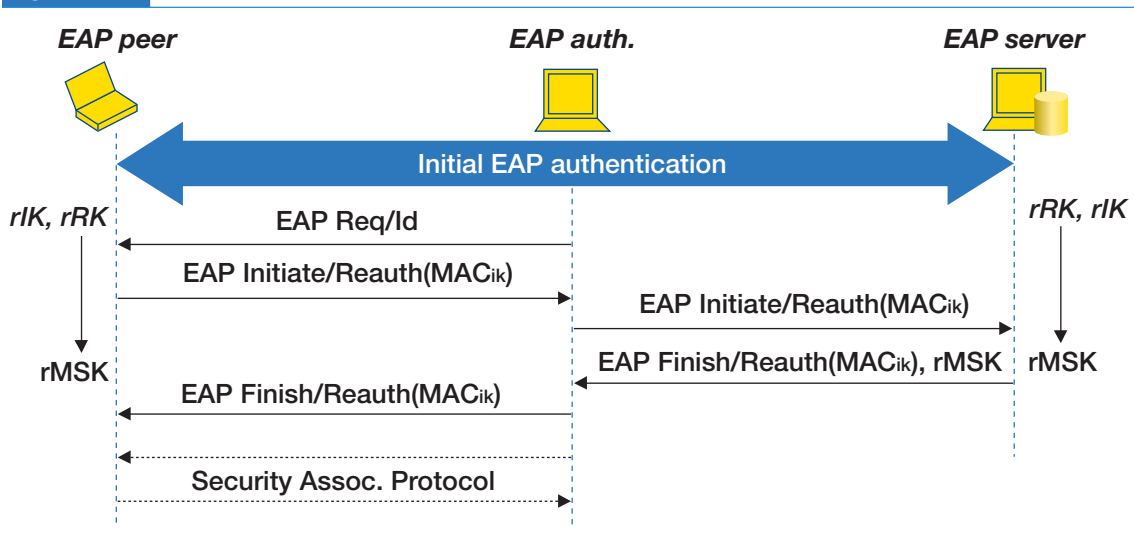 EAP peer
EAP auth.
EAP server
Initial EAP authentication
rIK, rRK
rRK, rIK
EAP Req/Id
EAP Initiate/Reauth(MACik)
EAP Initiate/Reauth(MACik)
EAP Finish/Reauth(MACik), rMSK
rMSK
rMSK
EAP Finish/Reauth(MACik)
Security Assoc. Protocol